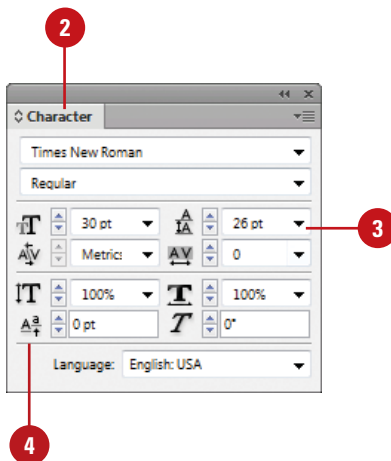 2
Character
Times New Roman
Regular
30 pt 26 pt
3
Metrics 0
100% 100%
0 pt 0°
Language: English: USA
4